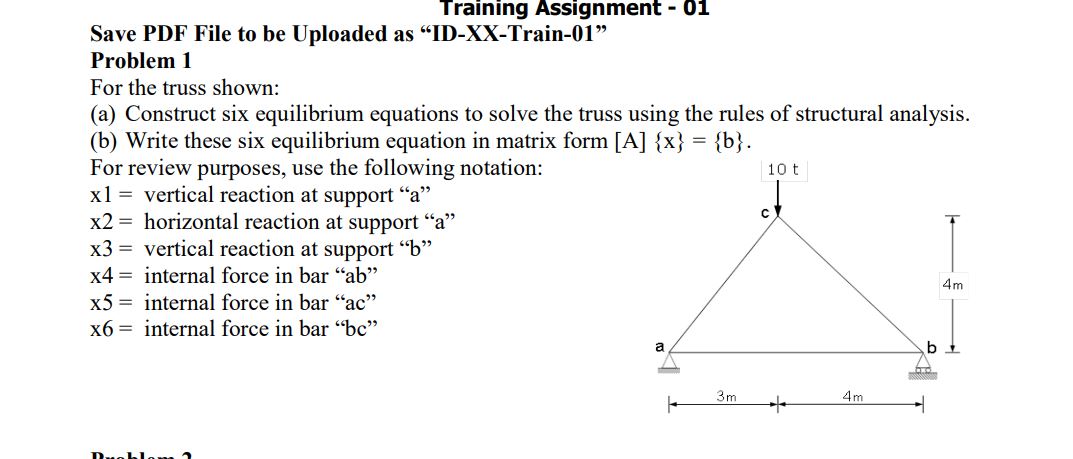 Training Assignment - 01
Save PDF File to be Uploaded as “ID-XX-Train-01”
Problem 1
For the truss shown:
(a) Construct six equilibrium equations to solve the truss using the rules of structural analysis.
(b) Write these six equilibrium equation in matrix form [A] {x} = {b}.
For review purposes, use the following notation:
x1 = vertical reaction at support “a”
x2 = horizontal reaction at support “a”
x3 = vertical reaction at support “b”
x4 = internal force in bar “ab”
x5 = internal force in bar “ac”
x6 = internal force in bar “bc”
10 t
c
4m
a
b
3m
4m